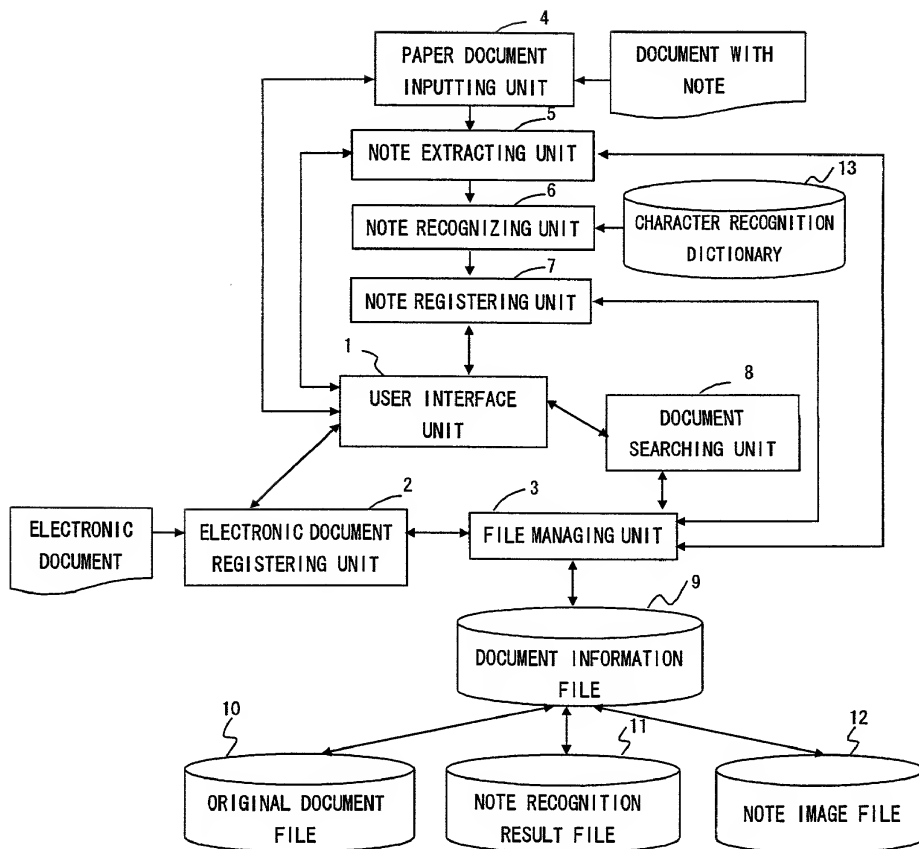 4
PAPER DOCUMENT
INPUTTING UNIT
DOCUMENT WITH
NOTE
5
NOTE EXTRACTING UNIT
6
NOTE RECOGNIZING UNIT
13
CHARACTER RECOGNITION
DICTIONARY
7
NOTE REGISTERING UNIT
1
USER INTERFACE
UNIT
8
DOCUMENT
SEARCHING UNIT
ELECTRONIC
DOCUMENT
2
ELECTRONIC DOCUMENT
REGISTERING UNIT
3
FILE MANAGING UNIT
9
DOCUMENT INFORMATION
FILE
10
ORIGINAL DOCUMENT
FILE
11
NOTE RECOGNITION
RESULT FILE
12
NOTE IMAGE FILE